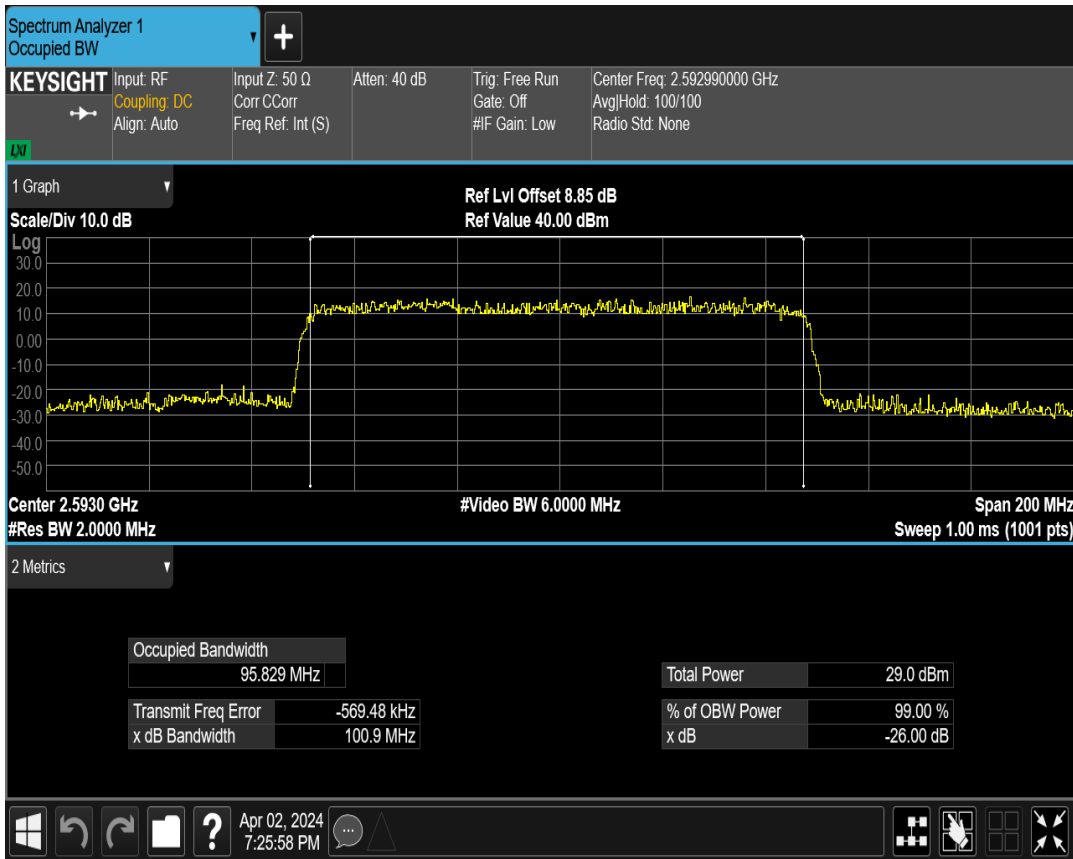 Spectrum Analyzer 1
Occupied BW
KEYSIGHT
LXI
Input: RF
Coupling: DC
Align: Auto
Input Z: 50 Ω
Corr CCorr
Freq Ref: Int (S)
Atten: 40 dB
Trig: Free Run
Gate: Off
#IF Gain: Low
Center Freq: 2.592990000 GHz
Avg|Hold: 100/100
Radio Std: None
1 Graph
Scale/Div 10.0 dB
Ref Lvl Offset 8.85 dB
Ref Value 40.00 dBm
Log
30.0
20.0
10.0
0.00
-10.0
-20.0
-30.0
-40.0
-50.0
Center 2.5930 GHz
#Video BW 6.0000 MHz
Span 200 MHz
#Res BW 2.0000 MHz
Sweep 1.00 ms (1001 pts)
2 Metrics
Occupied Bandwidth
95.829 MHz
Total Power 29.0 dBm
Transmit Freq Error -569.48 kHz
% of OBW Power 99.00 %
x dB Bandwidth 100.9 MHz
x dB -26.00 dB
?
Apr 02, 2024
7:25:58 PM